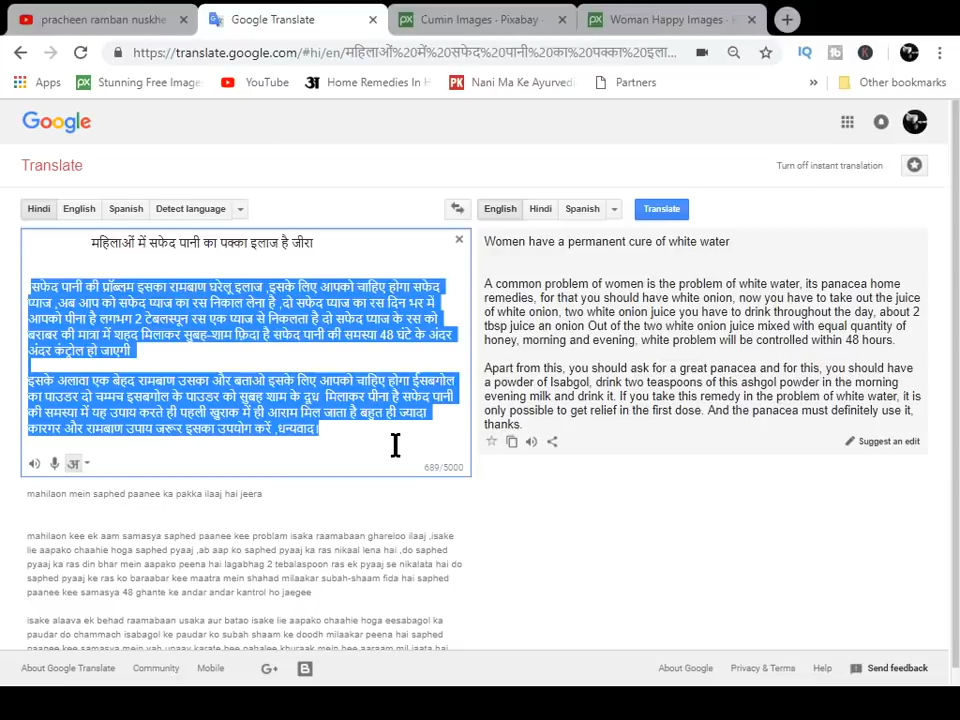 pracheen ramban nuskhe
Google Translate
Cumin Images - Pixabay -
Woman Happy Images -
https://translate.google.com/#hi/en/महिलाओं%20में%20सफेद%20पानी%20का%20पक्का%20इला...
Apps
Stunning Free Image
YouTube
Home Remedies In H
Nani Ma Ke Ayurved
Partners
»
Other bookmarks
Google
Translate
Turn off instant translation
Hindi English Spanish Detect language
English Hindi Spanish Translate
महिलाओं में सफेद पानी का पक्का इलाज है जीरा
सफेद पानी की प्रॉब्लम इसका रामबाण घरेलू इलाज ,इसके लिए आपको चाहिए होगा सफेद
प्याज ,अब आप को सफेद प्याज का रस निकाल लेना है ,दो सफेद प्याज का रस दिन भर में
आपको पीना है लगभग 2 टेबलस्पून रस एक प्याज से निकलता है दो सफेद प्याज के रस को
बराबर की मात्रा में शहद मिलाकर सुबह-शाम फ़िदा है सफेद पानी की समस्या 48 घंटे के अंदर
अंदर कंट्रोल हो जाएगी
इसके अलावा एक बेहद रामबाण उसका और बताओ इसके लिए आपको चाहिए होगा ईसबगोल
का पाउडर दो चम्मच इसबगोल के पाउडर को सुबह शाम के दूध मिलाकर पीना है सफेद पानी
की समस्या में यह उपाय करते ही पहली खुराक में ही आराम मिल जाता है बहुत ही ज्यादा
कारगर और रामबाण उपाय जरूर इसका उपयोग करें ,धन्यवाद।
अ
689/5000
Women have a permanent cure of white water
A common problem of women is the problem of white water, its panacea home
remedies, for that you should have white onion, now you have to take out the juice
of white onion, two white onion juice you have to drink throughout the day, about 2
tbsp juice an onion Out of the two white onion juice mixed with equal quantity of
honey, morning and evening, white problem will be controlled within 48 hours.
Apart from this, you should ask for a great panacea and for this, you should have
a powder of Isabgol, drink two teaspoons of this ashgol powder in the morning
evening milk and drink it. If you take this remedy in the problem of white water, it is
only possible to get relief in the first dose. And the panacea must definitely use it,
thanks.
Suggest an edit
mahilaon mein saphed paanee ka pakka ilaaj hai jeera
mahilaon kee ek aam samasya saphed paanee kee problam isaka raamabaan ghareloo ilaaj ,isake
lie aapako chaahie hoga saphed pyaaj ,ab aap ko saphed pyaaj ka ras nikaal lena hai ,do saphed
pyaaj ka ras din bhar mein aapako peena hai lagabhag 2 tebalaspoon ras ek pyaaj se nikalata hai do
saphed pyaaj ke ras ko baraabar kee maatra mein shahad milaakar subah-shaam fida hai saphed
paanee kee samasya 48 ghante ke andar andar kantrol ho jaegee
isake alaava ek behad raamabaan usaka aur batao isake lie aapako chaahie hoga eesabagol ka
paudar do chammach isabagol ke paudar ko subah shaam ke doodh milaakar peena hai saphed
paanee kee samasya mein yah upaay karate hee pahalee khuraak mein hee aaraam mil jaata hai
About Google Translate Community Mobile G+ B About Google Privacy & Terms Help Send feedback